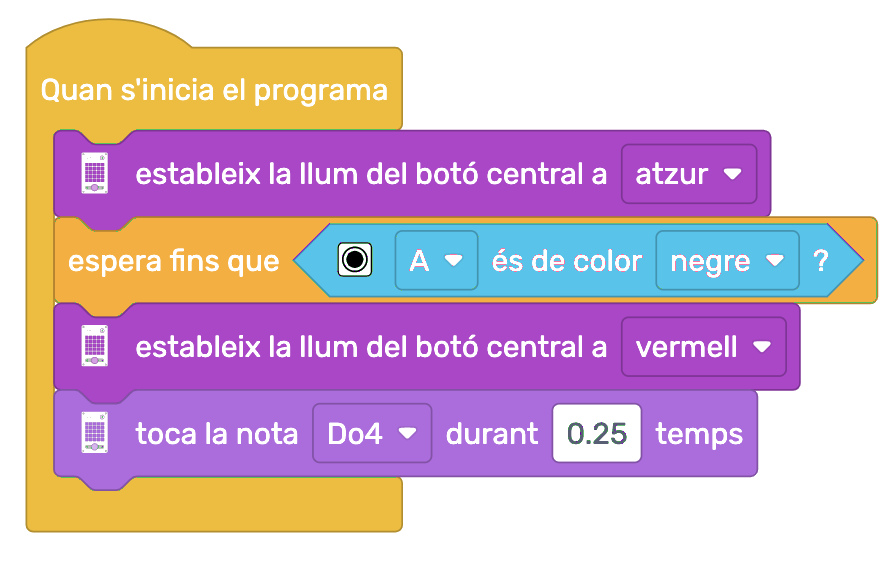 Quan s'inicia el programa
estableix la llum del botó central a atzur
espera fins que A és de color negre ?
estableix la llum del botó central a vermell
toca la nota Do4 durant 0.25 temps